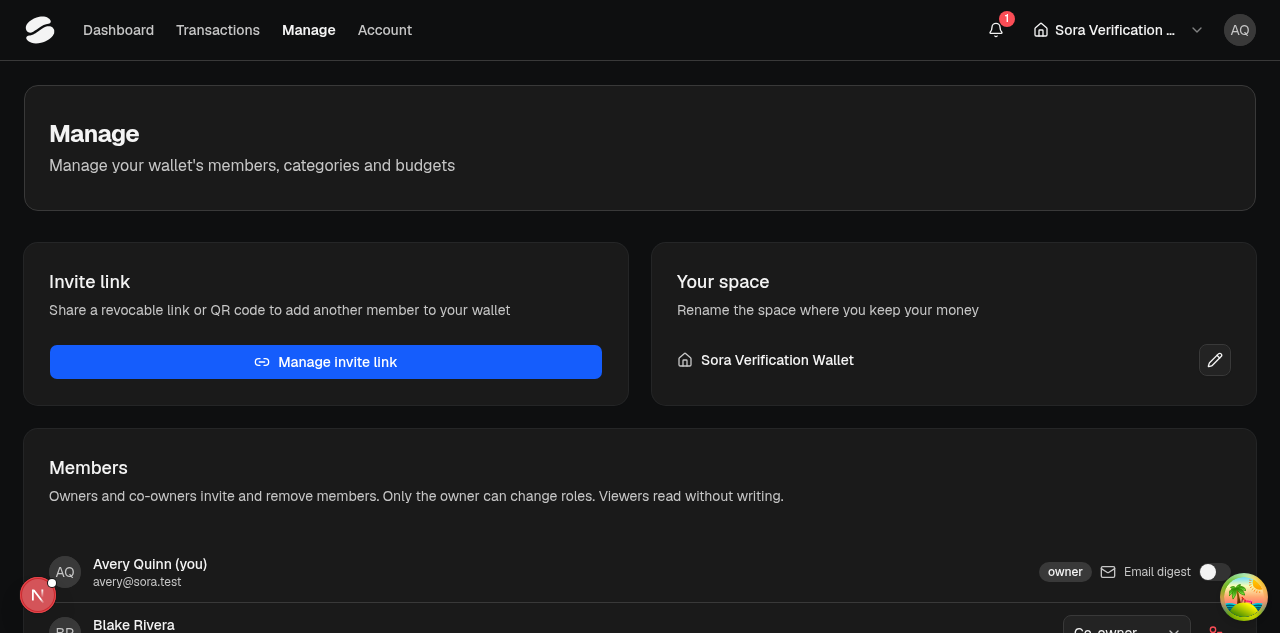 Dashboard Transactions Manage Account 1 Sora Verification ... AQ
Manage
Manage your wallet's members, categories and budgets
Invite link
Share a revocable link or QR code to add another member to your wallet
Manage invite link
Your space
Rename the space where you keep your money
Sora Verification Wallet
Members
Owners and co-owners invite and remove members. Only the owner can change roles. Viewers read without writing.
AQ Avery Quinn (you) owner Email digest
avery@sora.test
N
BR Blake Rivera Co-owner